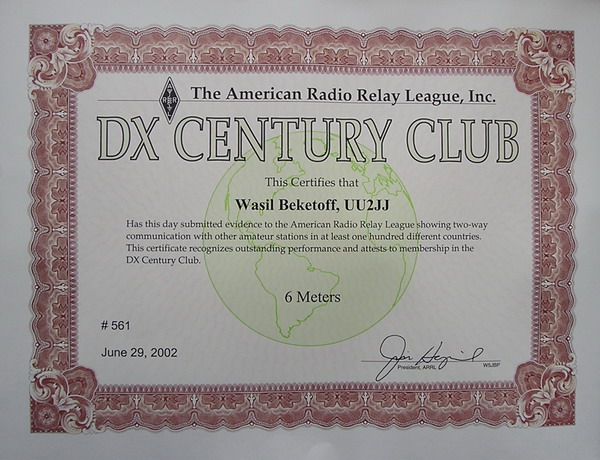 The American Radio Relay League, Inc.
DX CENTURY CLUB
This Certifies that
Wasil Beketoff, UU2JJ
Has this day submitted evidence to the American Radio Relay League showing two-way
communication with other amateur stations in at least one hundred different countries.
This certificate recognizes outstanding performance and attests to membership in the
DX Century Club.
6 Meters
# 561
June 29, 2002
President, ARRL W5JBP